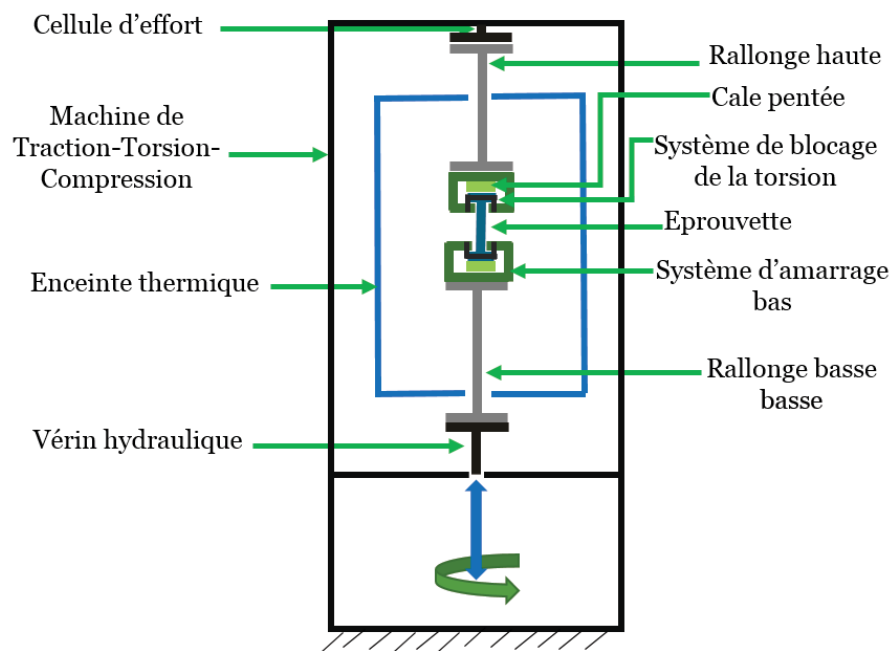 Cellule d'effort
Machine de
Traction-Torsion-
Compression
Enceinte thermique
Vérin hydraulique
Rallonge haute
Cale pentée
Système de blocage
de la torsion
Eprouvette
Système d'amarrage
bas
Rallonge basse
basse